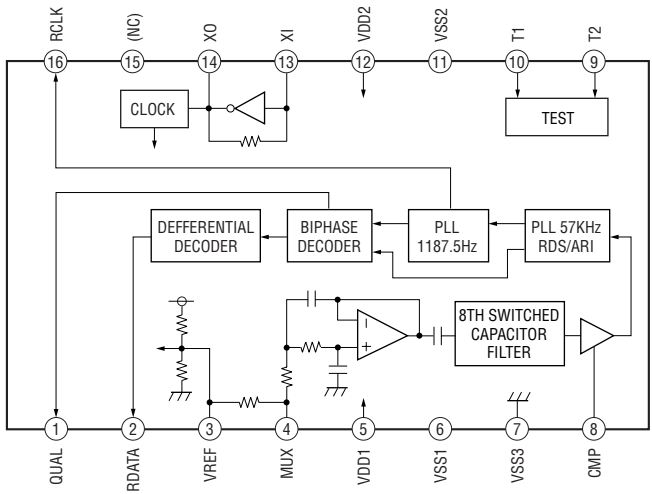 RCLK
(NC)
XO
XI
VDD2
VSS2
T1
T2
16
15
14
13
12
11
10
9
CLOCK
TEST
DEFFERENTIAL
DECODER
BIPHASE
DECODER
PLL
1187.5Hz
PLL 57KHz
RDS/ARI
8TH SWITCHED
CAPACITOR
FILTER
−
+
1
2
3
4
5
6
7
8
QUAL
RDATA
VREF
MUX
VDD1
VSS1
VSS3
CMP